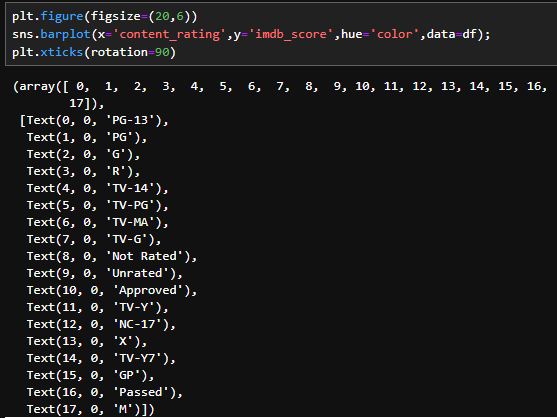 plt.figure(figsize=(20,6))
sns.barplot(x='content_rating',y='imdb_score',hue='color',data=df);
plt.xticks(rotation=90)
(array([ 0,  1,  2,  3,  4,  5,  6,  7,  8,  9, 10, 11, 12, 13, 14, 15, 16,
        17]),
 [Text(0, 0, 'PG-13'),
  Text(1, 0, 'PG'),
  Text(2, 0, 'G'),
  Text(3, 0, 'R'),
  Text(4, 0, 'TV-14'),
  Text(5, 0, 'TV-PG'),
  Text(6, 0, 'TV-MA'),
  Text(7, 0, 'TV-G'),
  Text(8, 0, 'Not Rated'),
  Text(9, 0, 'Unrated'),
  Text(10, 0, 'Approved'),
  Text(11, 0, 'TV-Y'),
  Text(12, 0, 'NC-17'),
  Text(13, 0, 'X'),
  Text(14, 0, 'TV-Y7'),
  Text(15, 0, 'GP'),
  Text(16, 0, 'Passed'),
  Text(17, 0, 'M')])